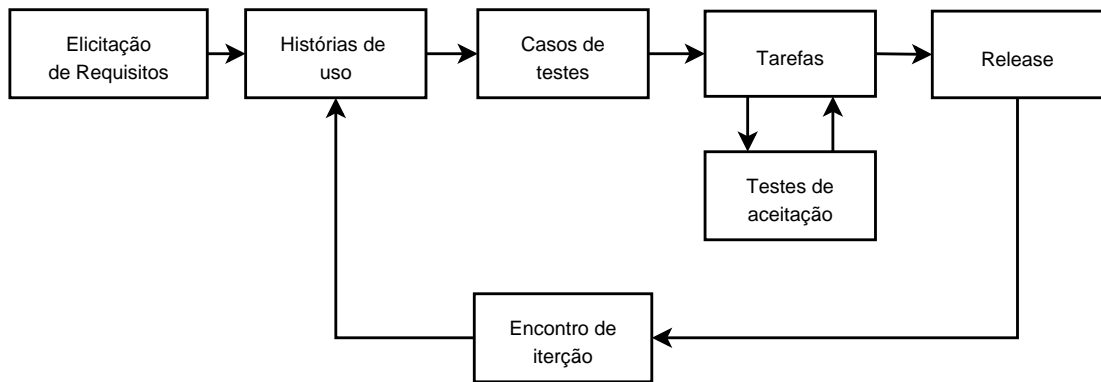 Elicitação
de Requisitos
Histórias de
uso
Casos de
testes
Tarefas
Release
Testes de
aceitação
Encontro de
iterção